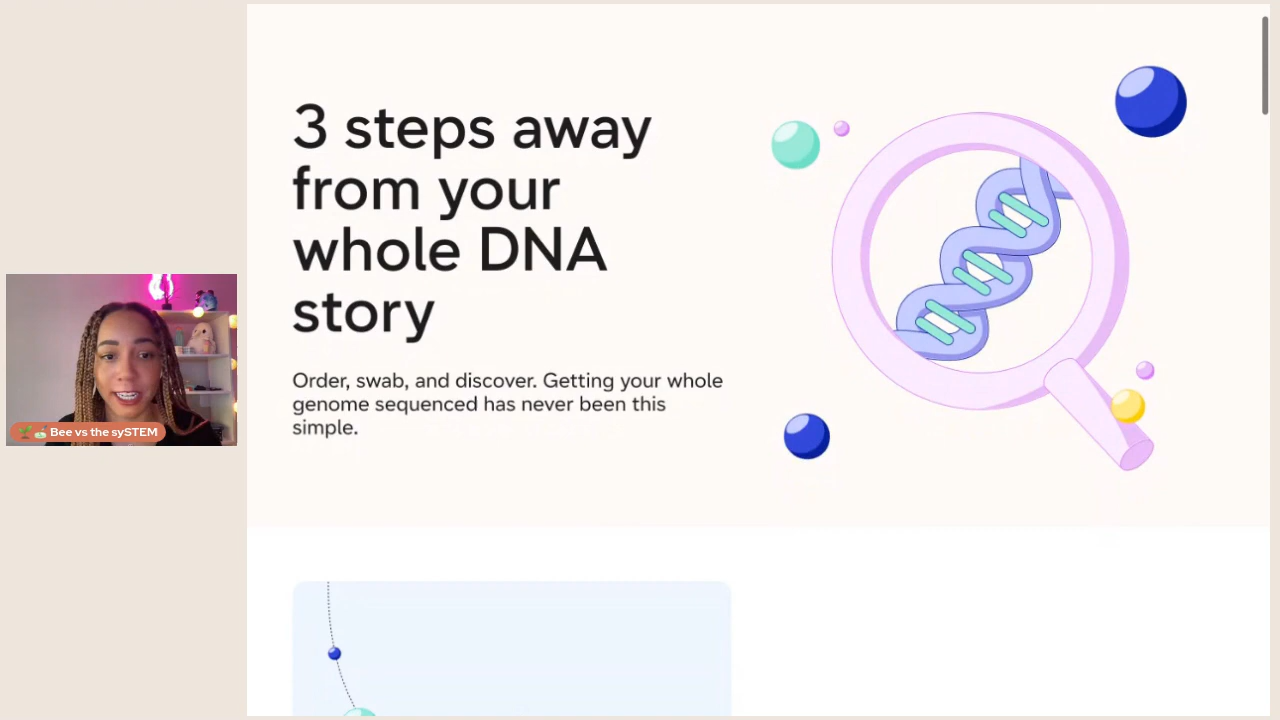 3 steps away
from your
whole DNA
story
Order, swab, and discover. Getting your whole
genome sequenced has never been this
simple.
Bee vs the sySTEM